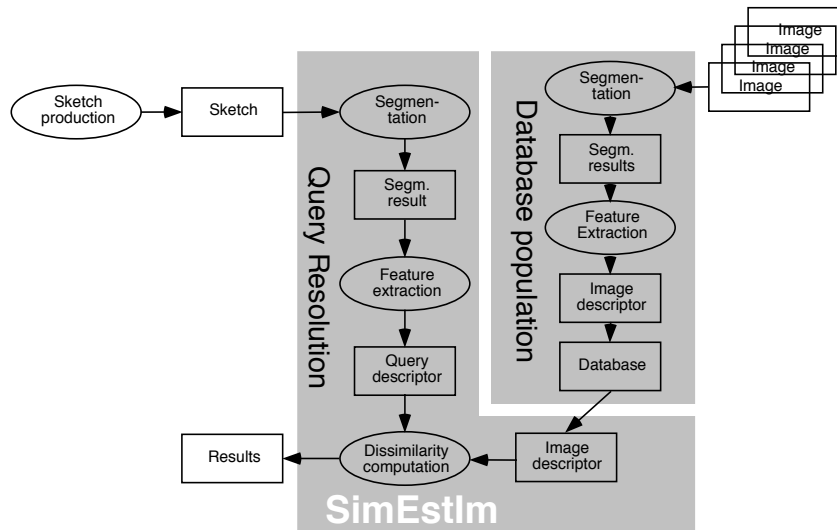 Image
Image
Image
Image
Sketch
production
Sketch
Segmen-
tation
Segm.
result
Feature
extraction
Query
descriptor
Dissimilarity
computation
Results
Query Resolution
Segmen-
tation
Segm.
results
Feature
Extraction
Image
descriptor
Database
Database population
Image
descriptor
SimEstIm